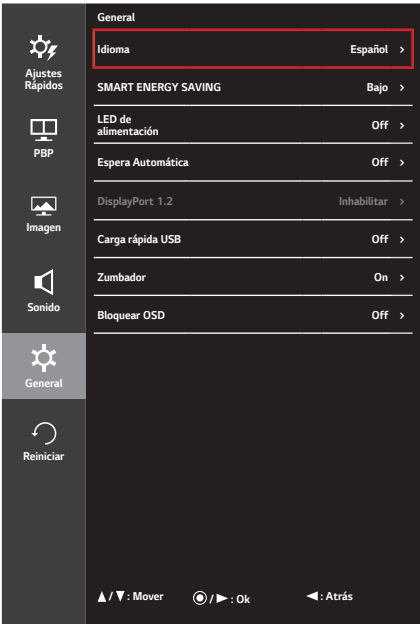 General
Idioma Español >
SMART ENERGY SAVING Bajo >
LED de
alimentación Off >
Espera Automática Off >
DisplayPort 1.2 Inhabilitar >
Carga rápida USB Off >
Zumbador On >
Bloquear OSD Off >
Ajustes
Rápidos
PBP
Imagen
Sonido
General
Reiniciar
▲/▼: Mover ◉/►: Ok ◄: Atrás